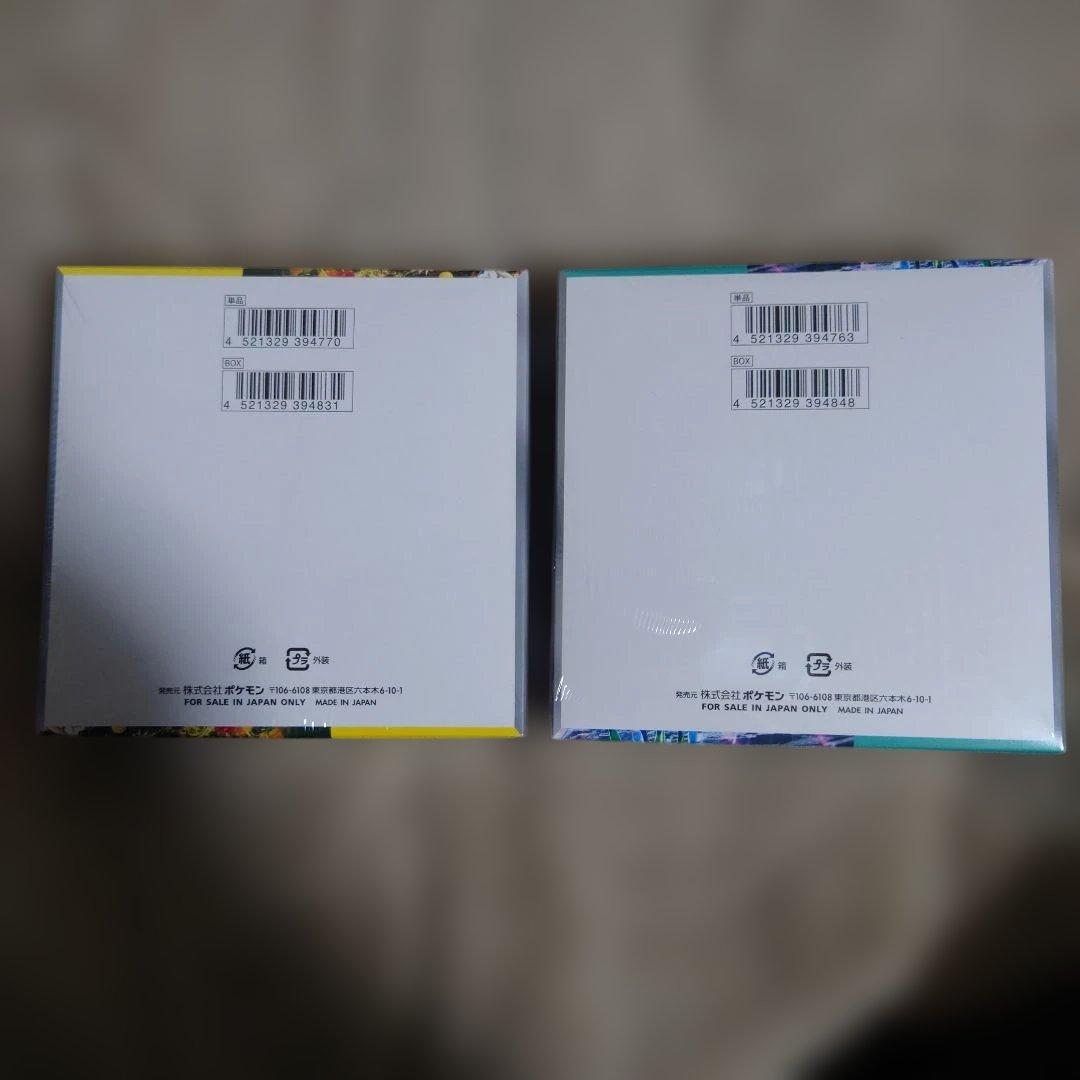 単品
4 521329 394770
BOX
4 521329 394831
紙 箱 プラ 外装
発売元 株式会社 ポケモン 〒106-6108 東京都港区六本木6-10-1
FOR SALE IN JAPAN ONLY MADE IN JAPAN
単品
4 521329 394763
BOX
4 521329 394848
紙 箱 プラ 外装
発売元 株式会社 ポケモン 〒106-6108 東京都港区六本木6-10-1
FOR SALE IN JAPAN ONLY MADE IN JAPAN